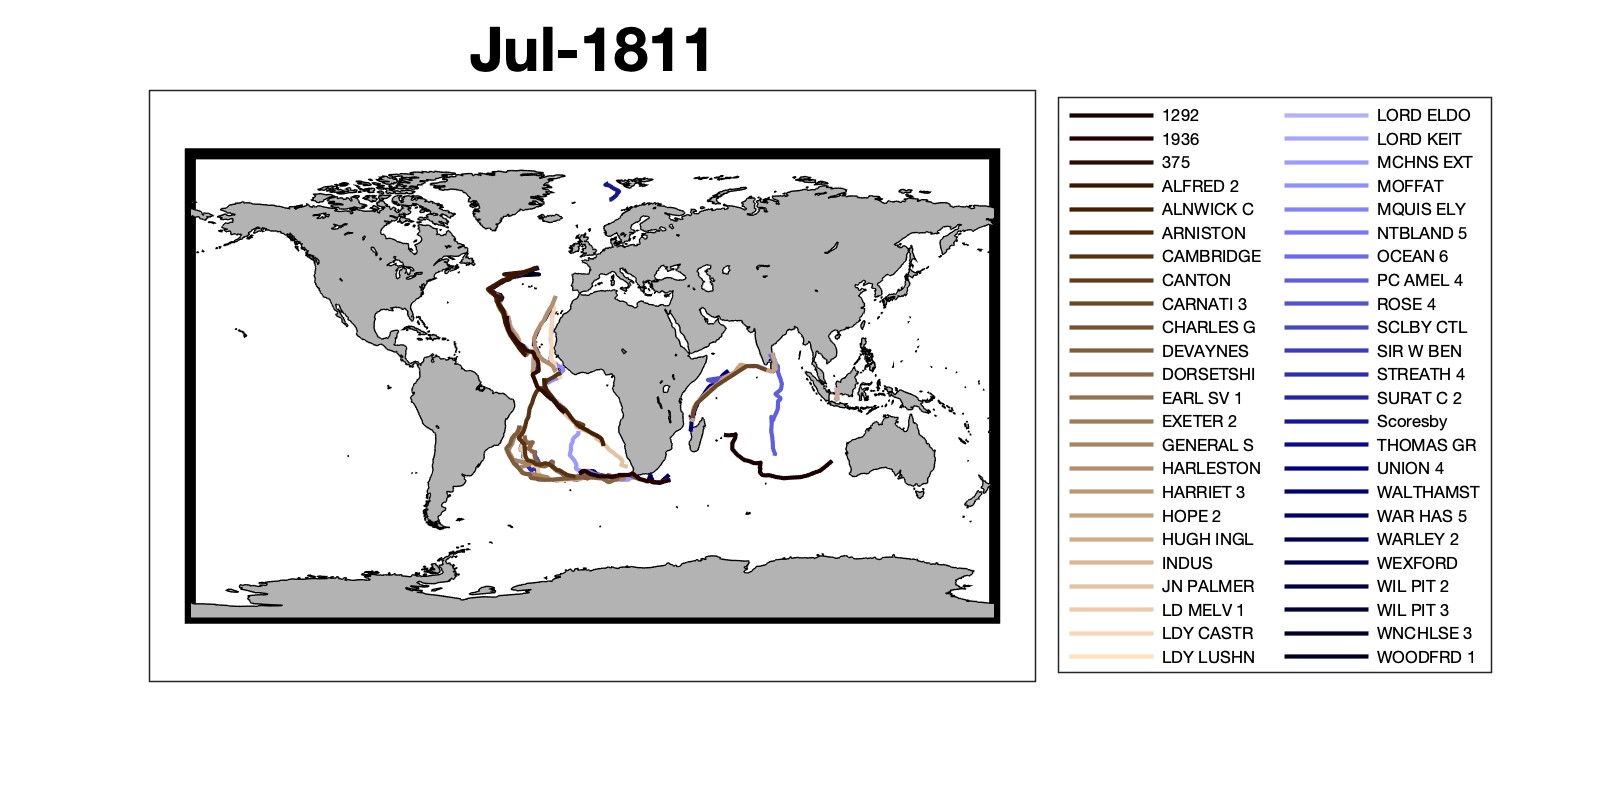 Jul-1811
1292
1936
375
ALFRED 2
ALNWICK C
ARNISTON
CAMBRIDGE
CANTON
CARNATI 3
CHARLES G
DEVAYNES
DORSETSHI
EARL SV 1
EXETER 2
GENERAL S
HARLESTON
HARRIET 3
HOPE 2
HUGH INGL
INDUS
JN PALMER
LD MELV 1
LDY CASTR
LDY LUSHN
LORD ELDO
LORD KEIT
MCHNS EXT
MOFFAT
MQUIS ELY
NTBLAND 5
OCEAN 6
PC AMEL 4
ROSE 4
SCLBY CTL
SIR W BEN
STREATH 4
SURAT C 2
Scoresby
THOMAS GR
UNION 4
WALTHAMST
WAR HAS 5
WARLEY 2
WEXFORD
WIL PIT 2
WIL PIT 3
WNCHLSE 3
WOODFRD 1